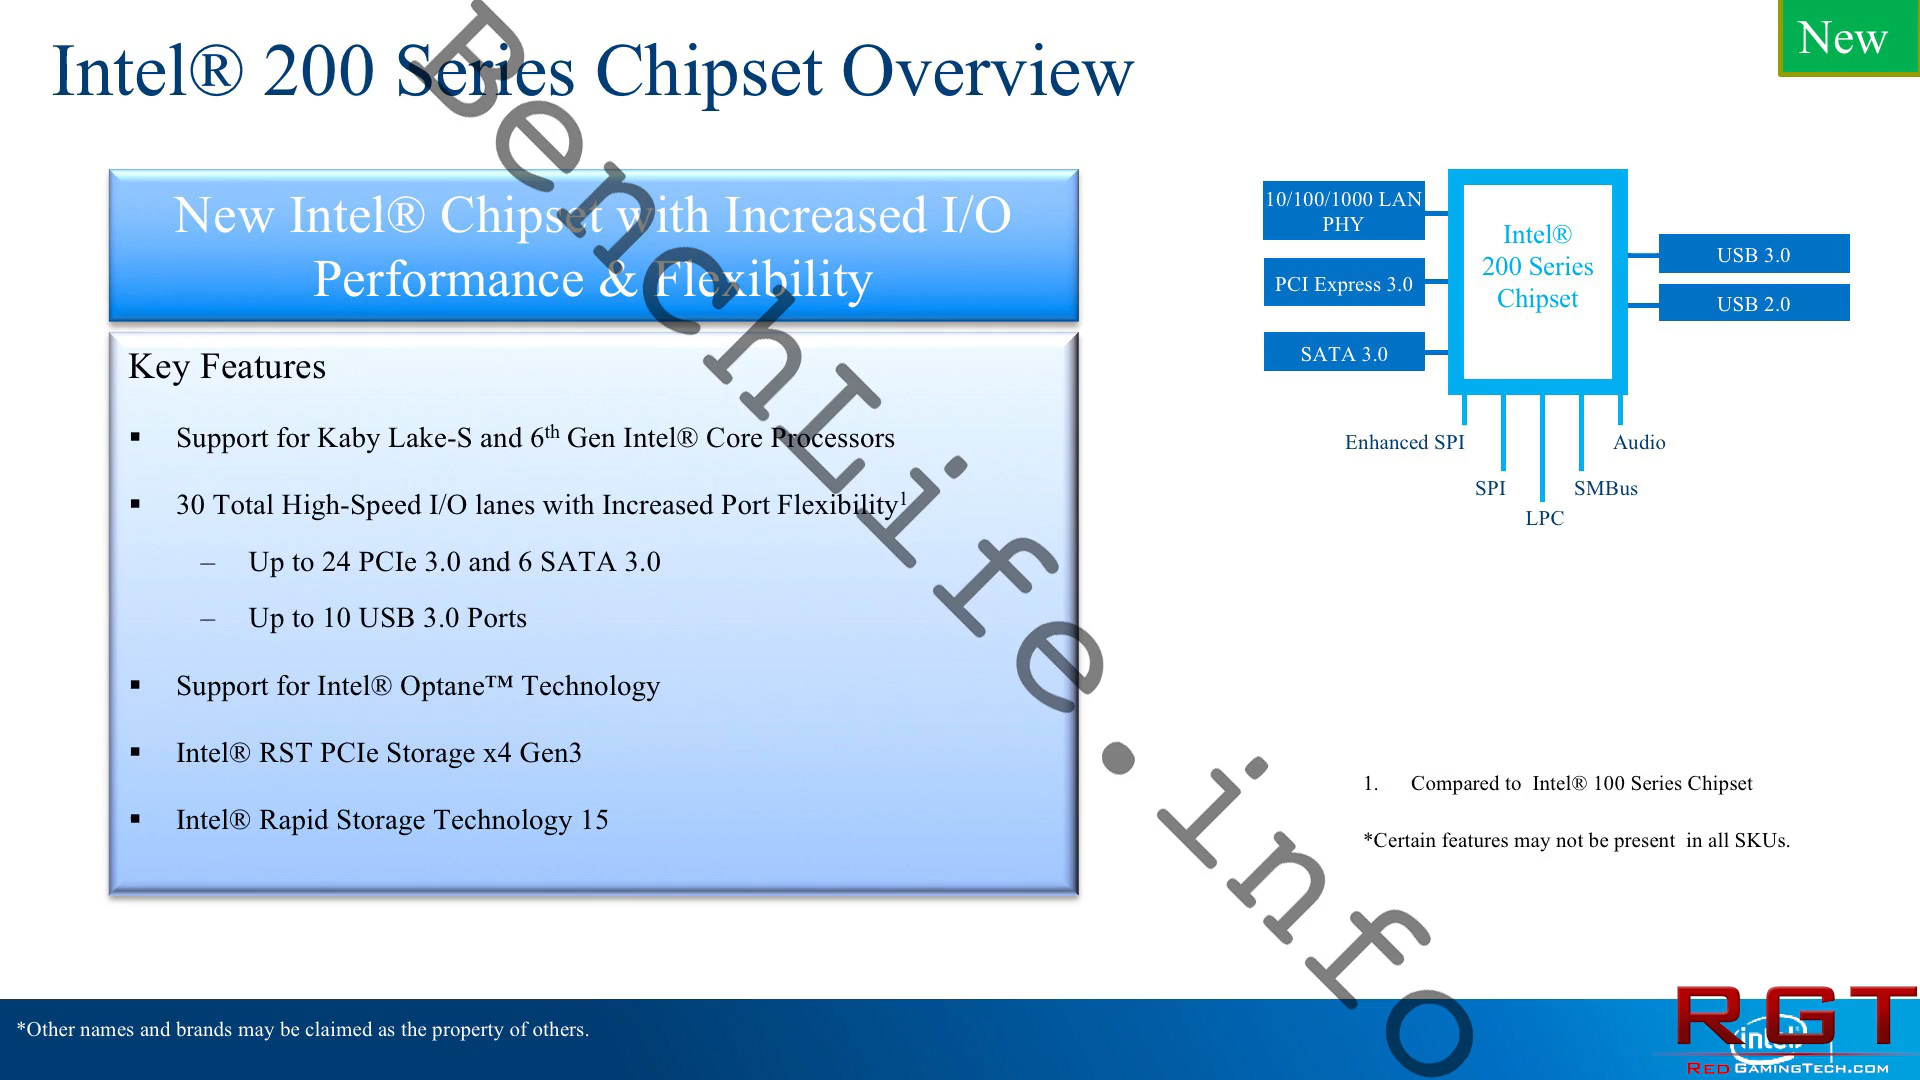 Intel® 200 Series Chipset Overview
New
New Intel® Chipset with Increased I/O
Performance & Flexibility
Key Features
▪ Support for Kaby Lake-S and 6th Gen Intel® Core Processors
▪ 30 Total High-Speed I/O lanes with Increased Port Flexibility1
– Up to 24 PCIe 3.0 and 6 SATA 3.0
– Up to 10 USB 3.0 Ports
▪ Support for Intel® Optane™ Technology
▪ Intel® RST PCIe Storage x4 Gen3
▪ Intel® Rapid Storage Technology 15
10/100/1000 LAN
PHY
PCI Express 3.0
SATA 3.0
Intel®
200 Series
Chipset
USB 3.0
USB 2.0
Enhanced SPI
Audio
SPI
SMBus
LPC
1. Compared to Intel® 100 Series Chipset
*Certain features may not be present in all SKUs.
BenchLife.info
*Other names and brands may be claimed as the property of others.
RGT
intel®
REDGAMINGTECH.COM